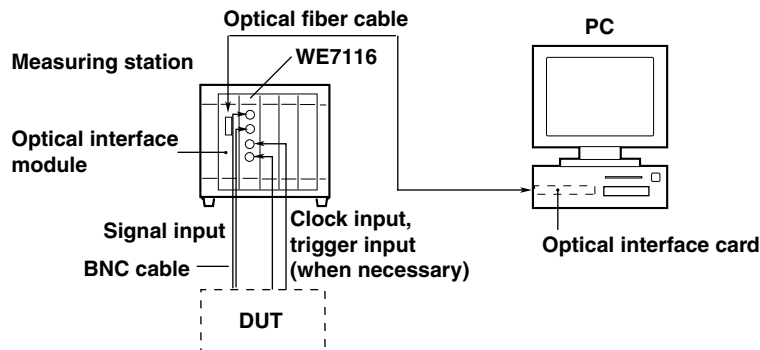 Optical fiber cable
PC
WE7116
Measuring station
Optical interface
module
Signal input
Clock input,
trigger input
(when necessary)
Optical interface card
BNC cable
DUT